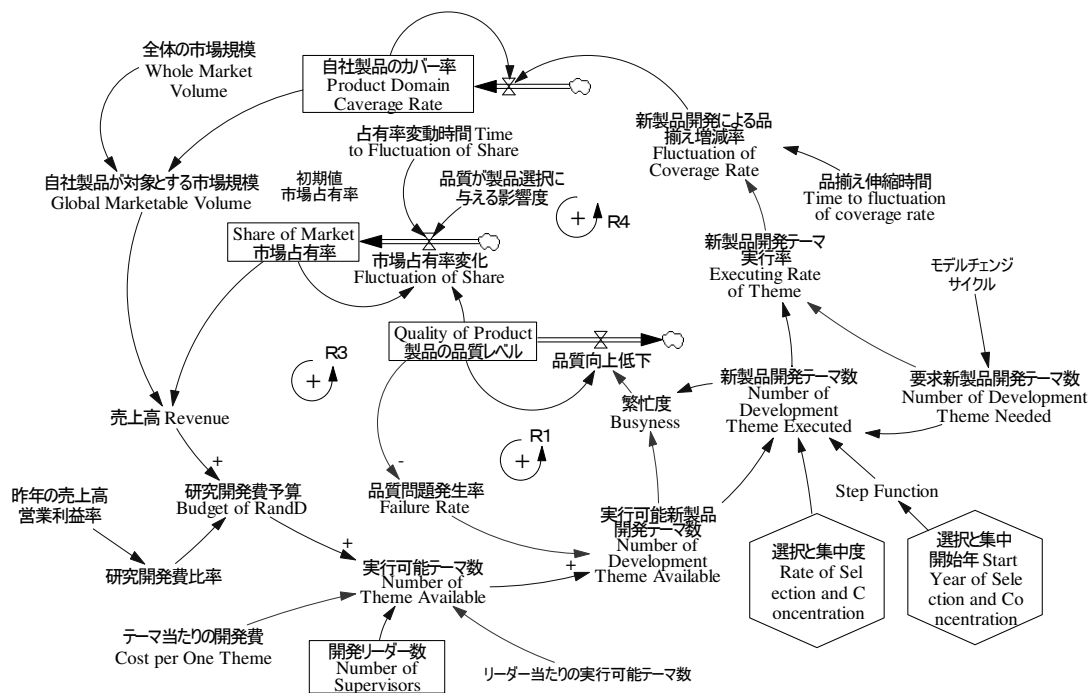 全体の市場規模
Whole Market
Volume
自社製品のカバー率
Product Domain
Caverage Rate
占有率変動時間 Time
to Fluctuation of Share
新製品開発による品
揃え増減率
Fluctuation of
Coverage Rate
自社製品が対象とする市場規模
Global Marketable Volume
初期値
市場占有率
品質が製品選択に
与える影響度
R4
+
品揃え伸縮時間
Time to fluctuation
of coverage rate
Share of Market
市場占有率
市場占有率変化
Fluctuation of Share
新製品開発テーマ
実行率
Executing Rate
of Theme
モデルチェンジ
サイクル
Quality of Product
製品の品質レベル
品質向上低下
R3
+
売上高 Revenue
繁忙度
Busyness
新製品開発テーマ数
Number of
Development
Theme Executed
要求新製品開発テーマ数
Number of Development
Theme Needed
R1
+
+
-
昨年の売上高
営業利益率
研究開発費予算
Budget of RandD
品質問題発生率
Failure Rate
実行可能新製品
開発テーマ数
Number of
Development
Theme Available
Step Function
研究開発費比率
+
実行可能テーマ数
Number of
Theme Available
+
選択と集中度
Rate of Sel
ection and C
oncentration
選択と集中
開始年 Start
Year of Sele
ction and Co
ncentration
テーマ当たりの開発費
Cost per One Theme
開発リーダー数
Number of
Supervisors
リーダー当たりの実行可能テーマ数